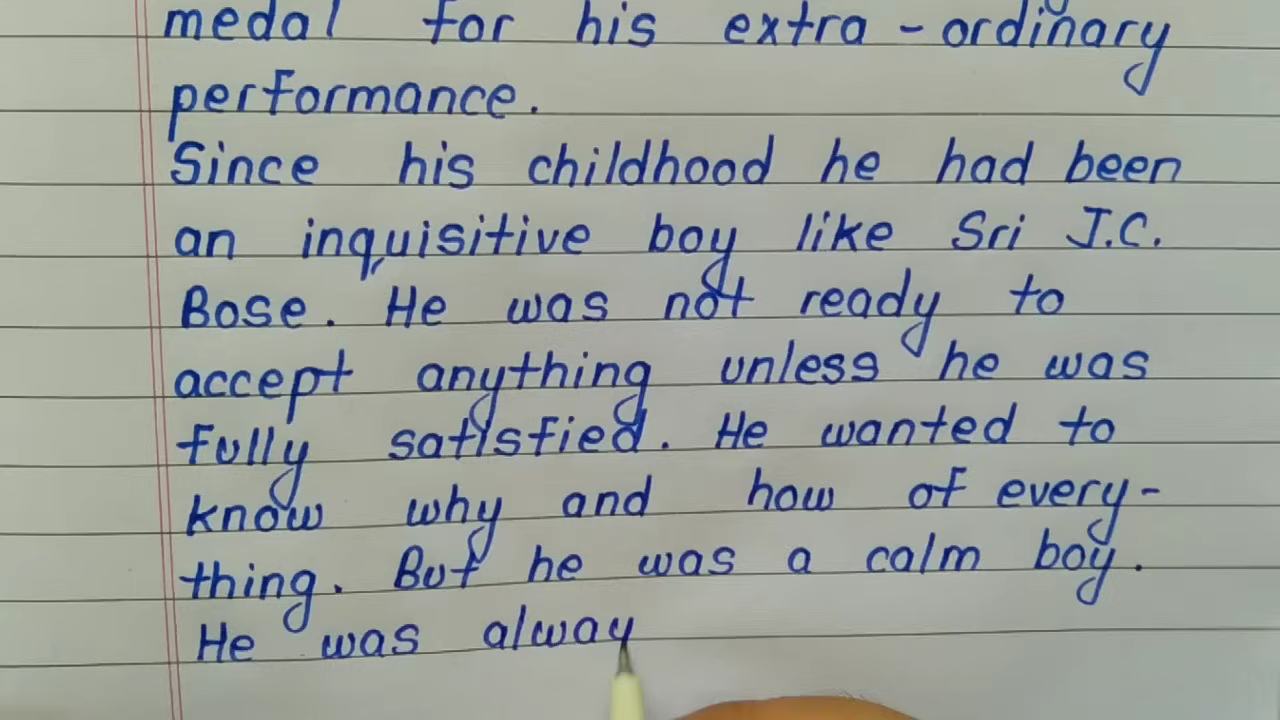 medal for his extra-ordinary
performance.
Since his childhood he had been
an inquisitive boy like Sri J.C.
Bose. He was not ready to
accept anything unless he was
fully satisfied. He wanted to
know why and how of every-
thing. But he was a calm boy.
He was alway